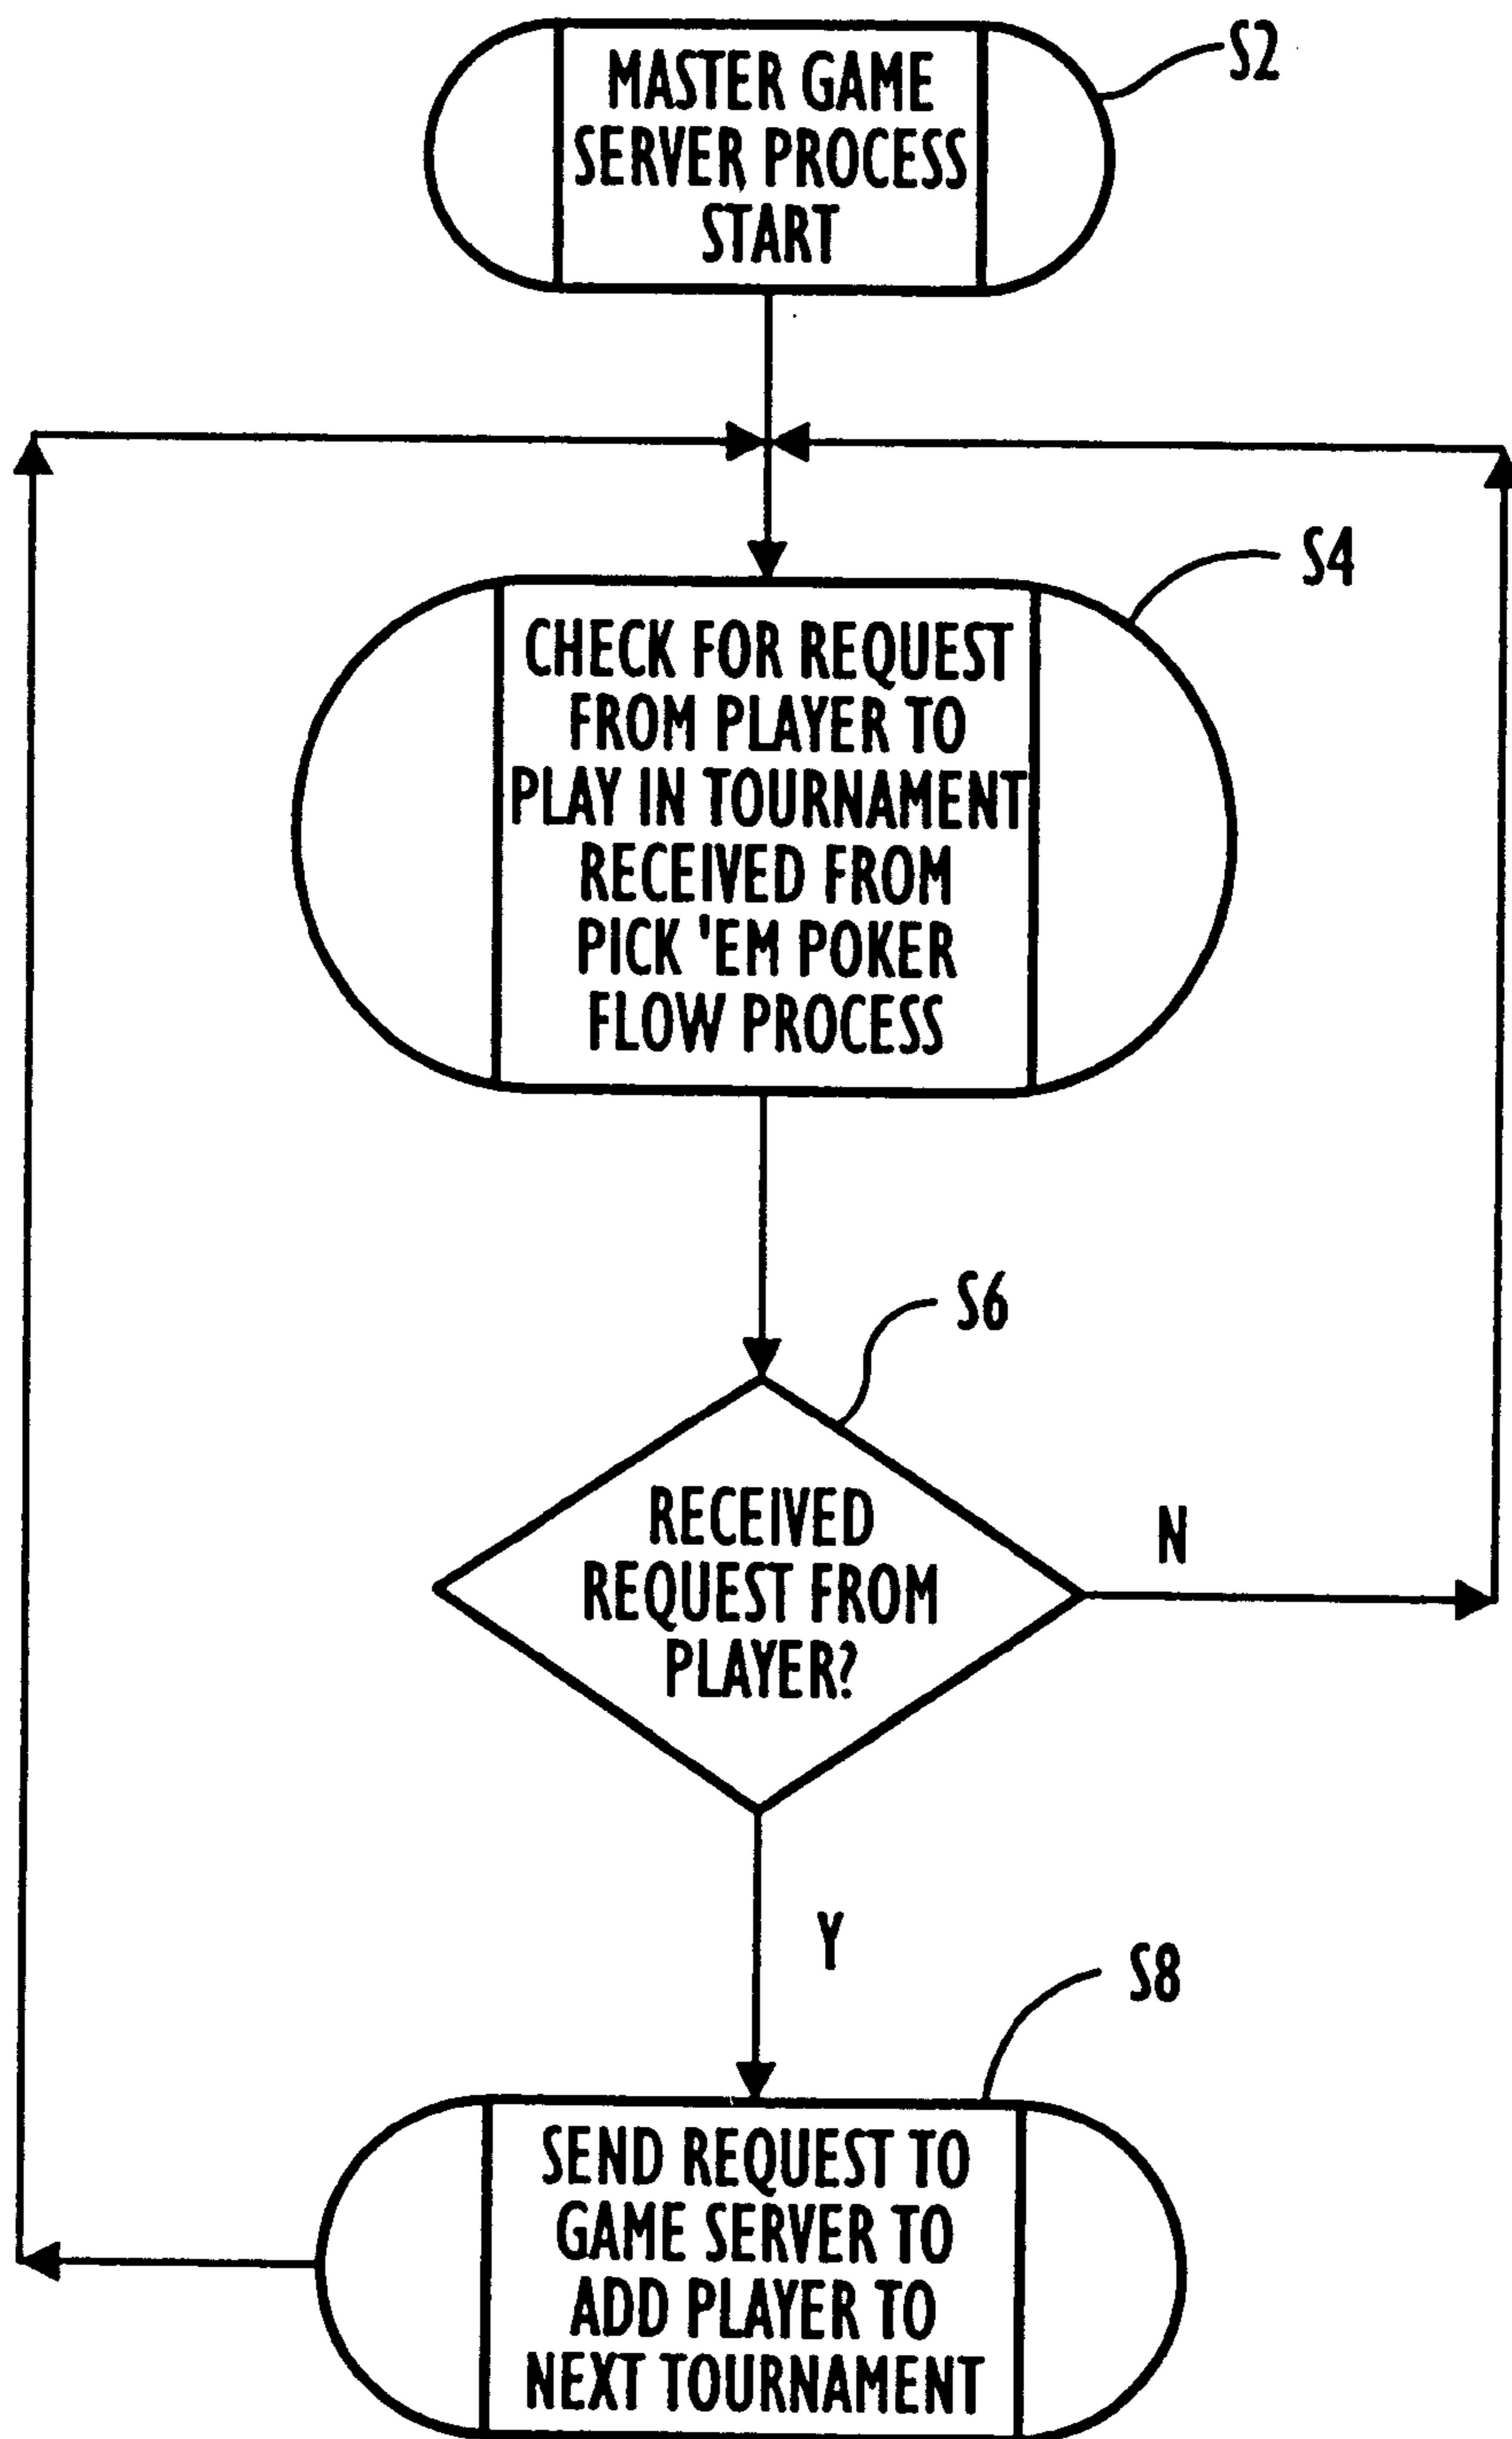 MASTER GAME
SERVER PROCESS
START
S2
CHECK FOR REQUEST
FROM PLAYER TO
PLAY IN TOURNAMENT
RECEIVED FROM
PICK 'EM POKER
FLOW PROCESS
S4
S6
RECEIVED
REQUEST FROM
PLAYER?
N
Y
S8
SEND REQUEST TO
GAME SERVER TO
ADD PLAYER TO
NEXT TOURNAMENT